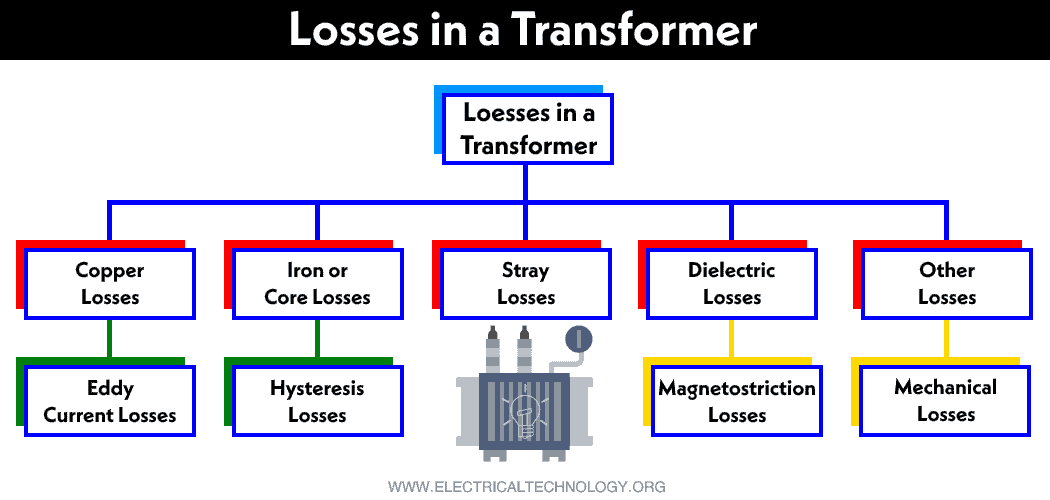 Losses in a Transformer
Loesses in a
Transformer
Copper
Losses
Iron or
Core Losses
Stray
Losses
Dielectric
Losses
Other
Losses
Eddy
Current Losses
Hysteresis
Losses
Magnetostriction
Losses
Mechanical
Losses
WWW.ELECTRICALTECHNOLOGY.ORG